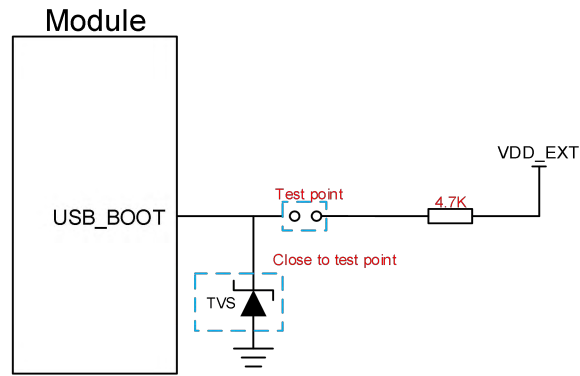 Module
VDD_EXT
Test point
4.7K
USB_BOOT
Close to test point
TVS